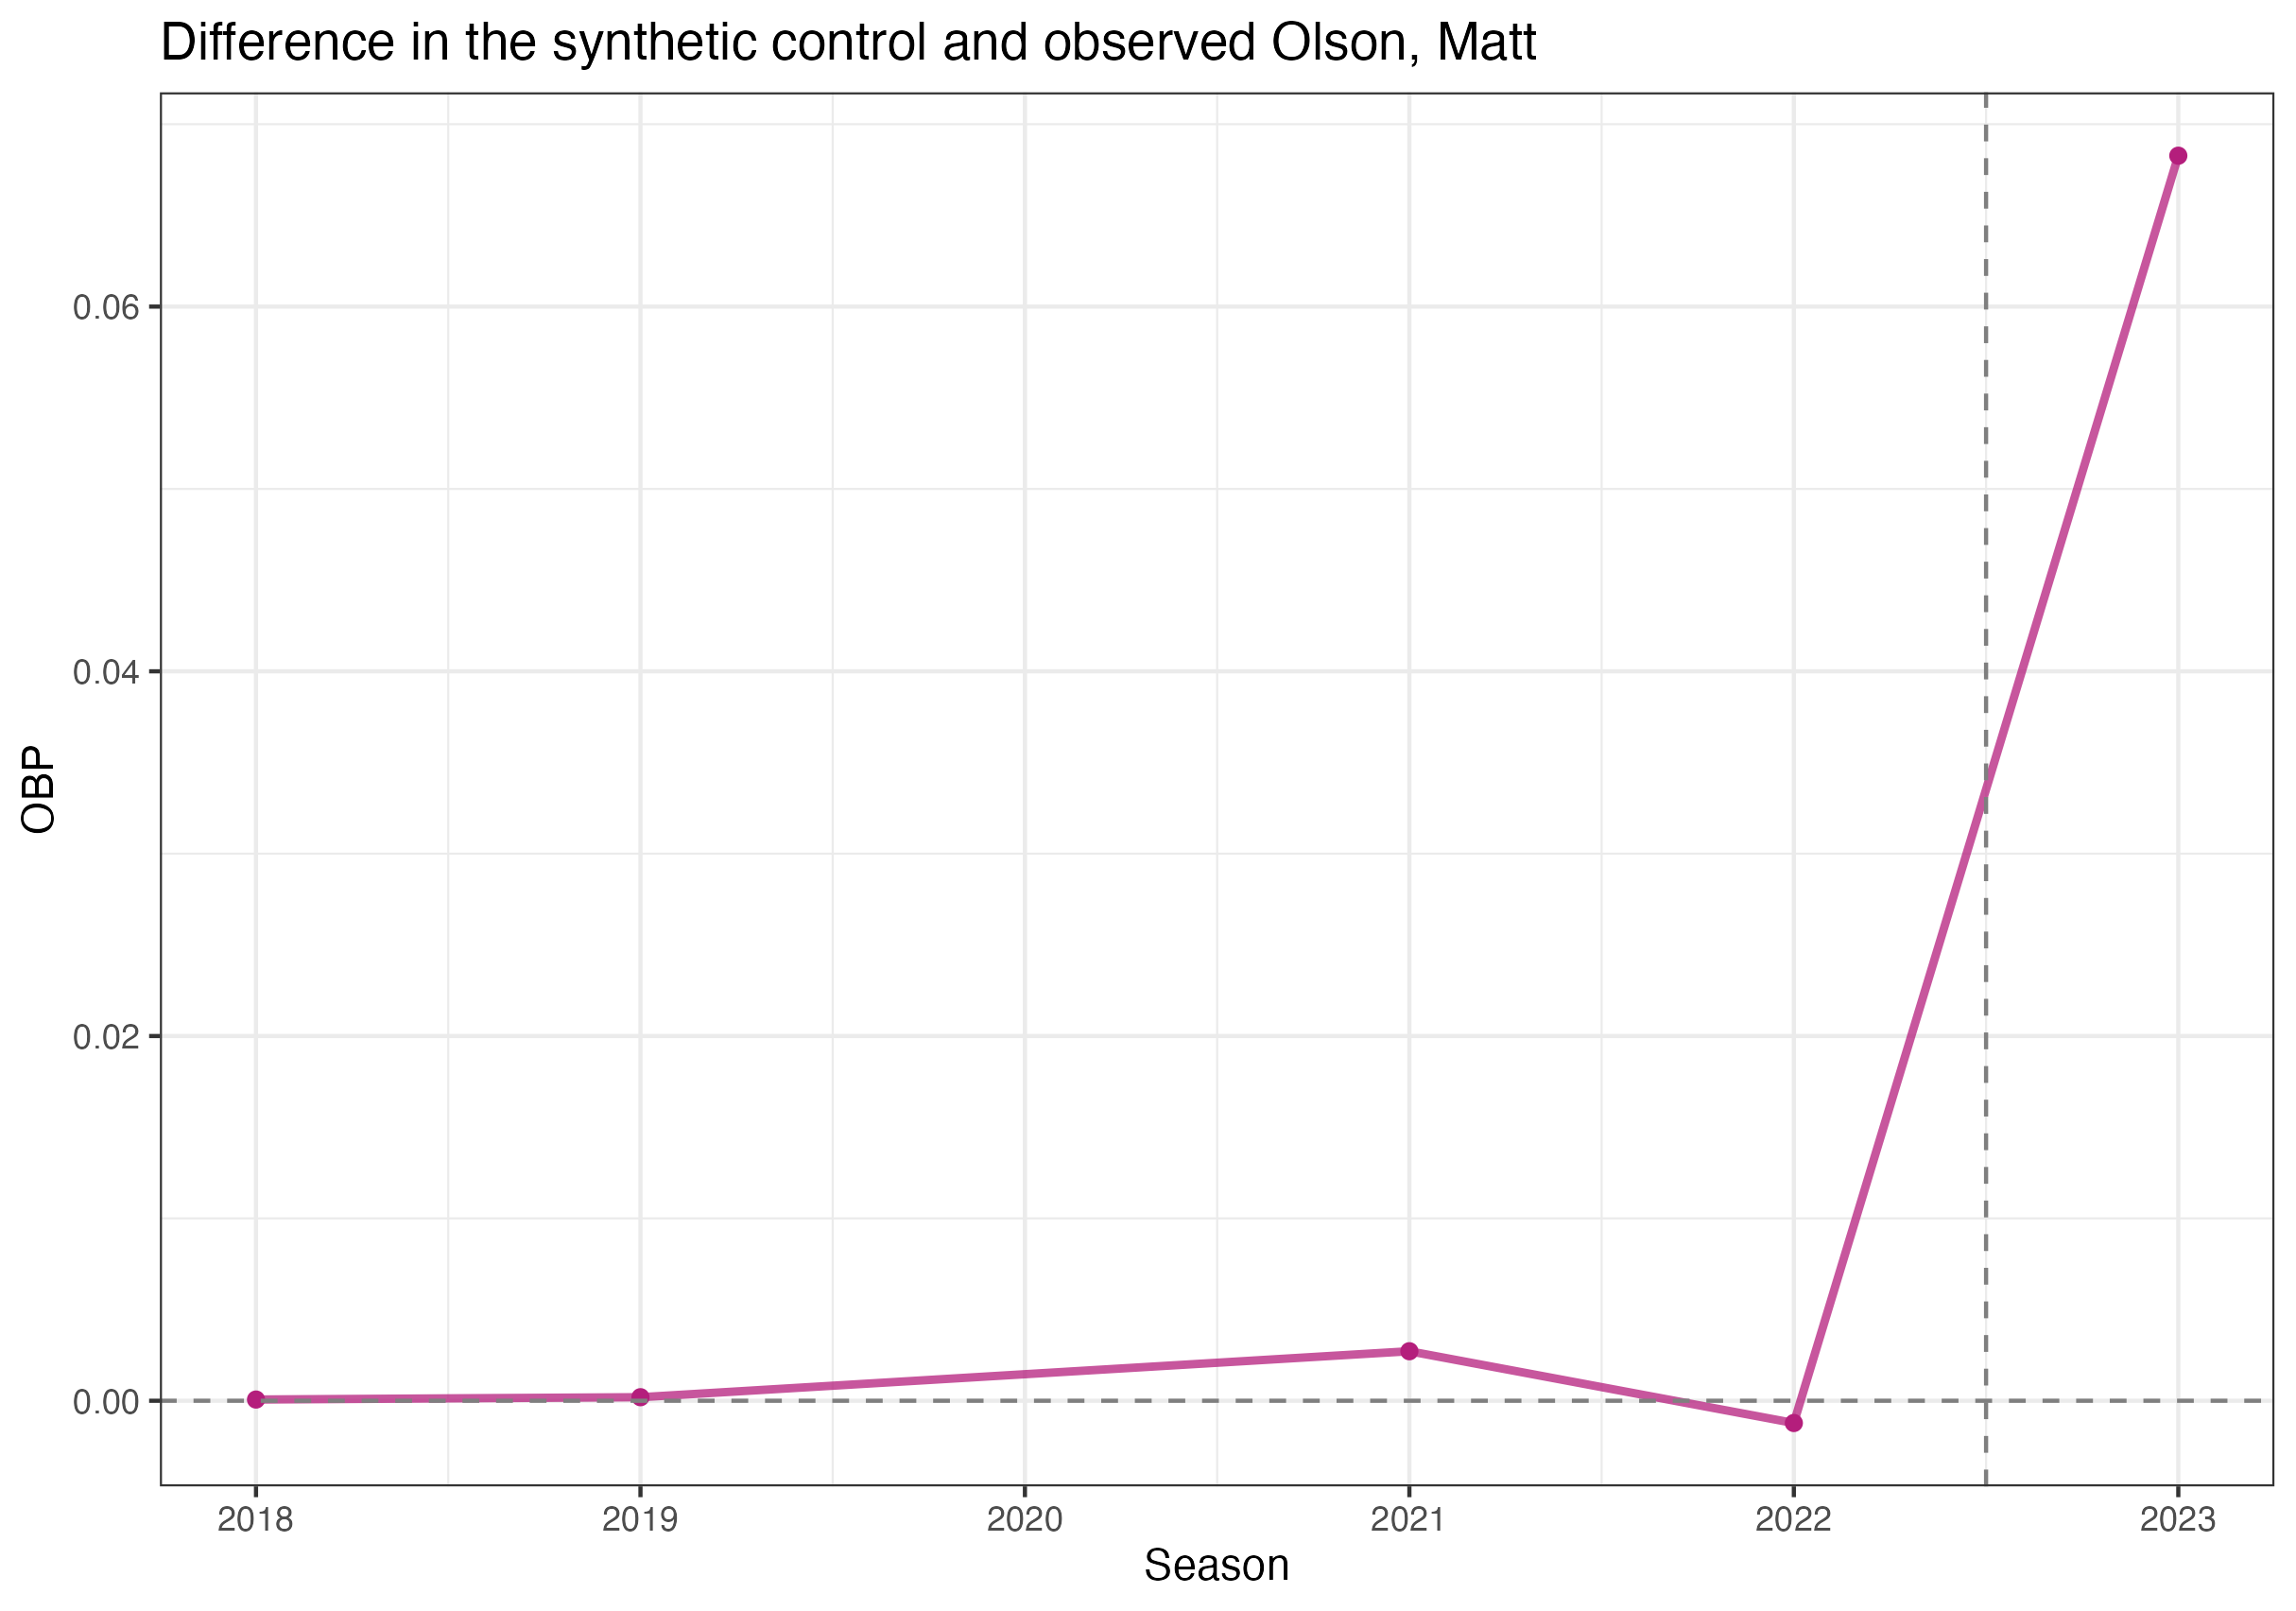 Difference in the synthetic control and observed Olson, Matt
OBP
0.06
0.04
0.02
0.00
2018 2019 2020 2021 2022 2023
Season